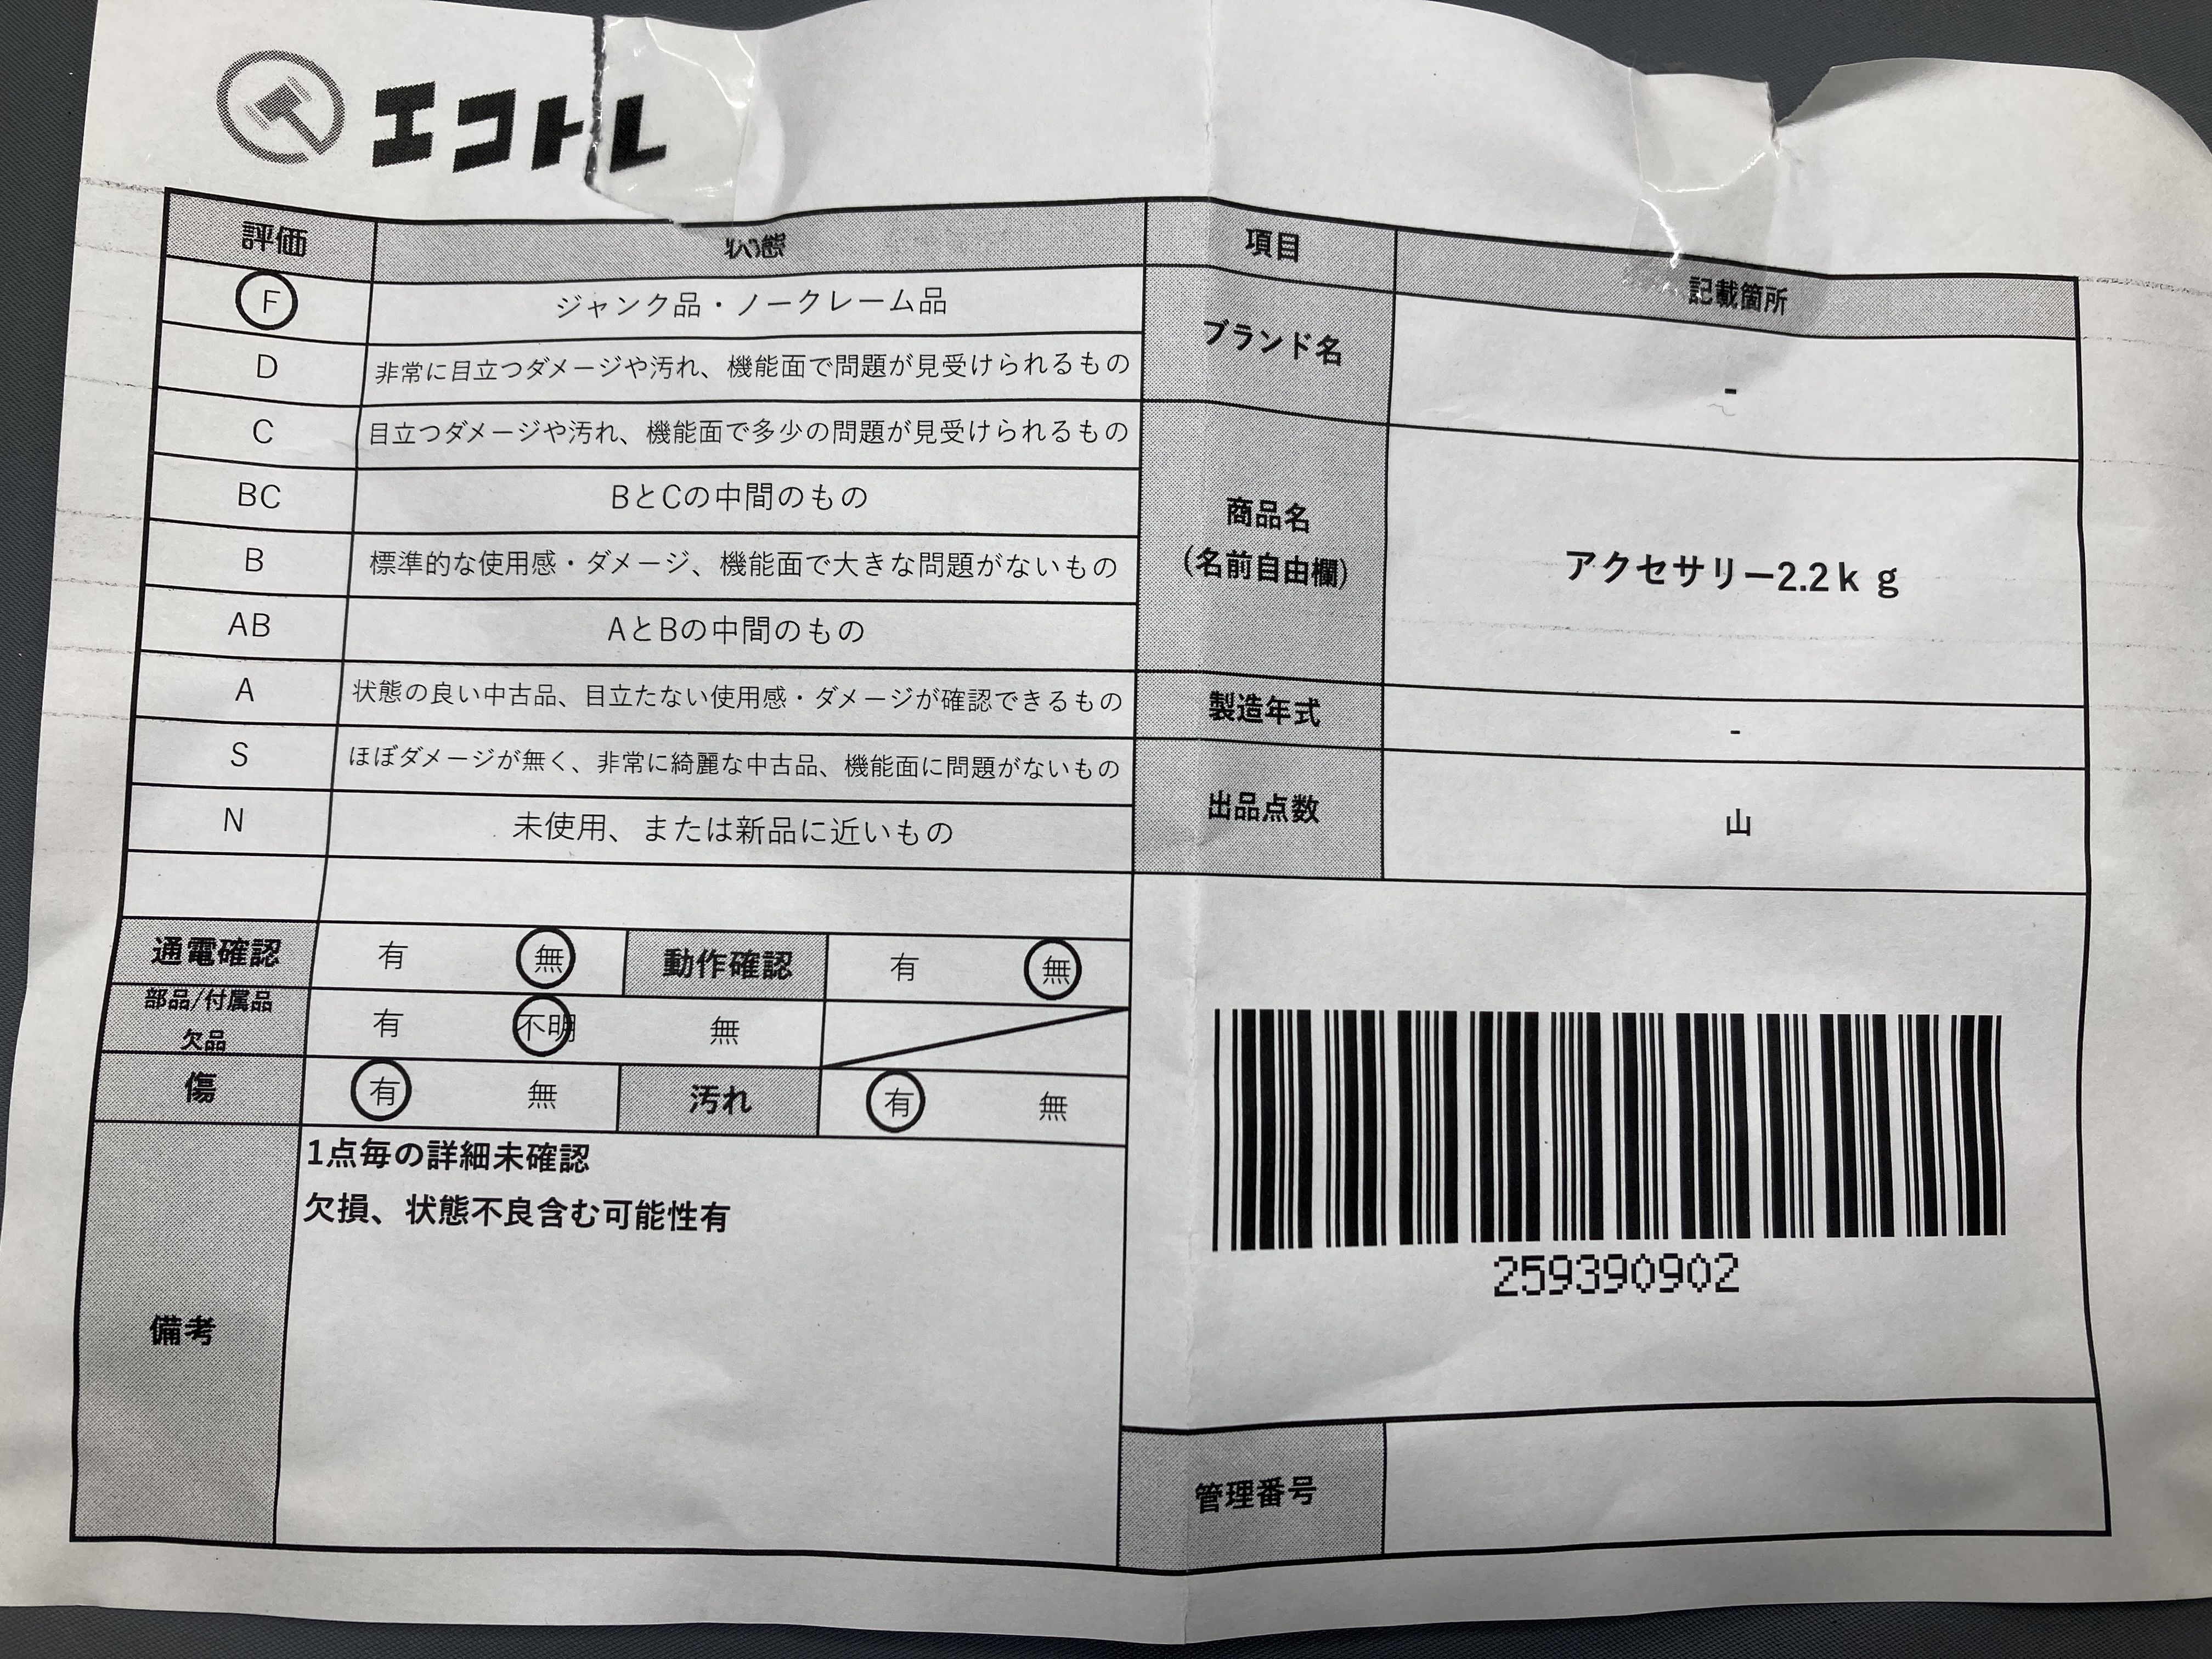 エコトレ
評価 状態
F ジャンク品・ノークレーム品
D 非常に目立つダメージや汚れ、機能面で問題が見受けられるもの
C 目立つダメージや汚れ、機能面で多少の問題が見受けられるもの
BC BとCの中間のもの
B 標準的な使用感・ダメージ、機能面で大きな問題がないもの
AB AとBの中間のもの
A 状態の良い中古品、目立たない使用感・ダメージが確認できるもの
S ほぼダメージが無く、非常に綺麗な中古品、機能面に問題がないもの
N 未使用、または新品に近いもの
通電確認 有 無 動作確認 有 無
部品/付属品
欠品 有 不明 無
傷 有 無 汚れ 有 無
備考
1点毎の詳細未確認
欠損、状態不良含む可能性有
項目 記載箇所
ブランド名 -
商品名
(名前自由欄) アクセサリー2.2ｋｇ
製造年式 -
出品点数 山
259390902
管理番号